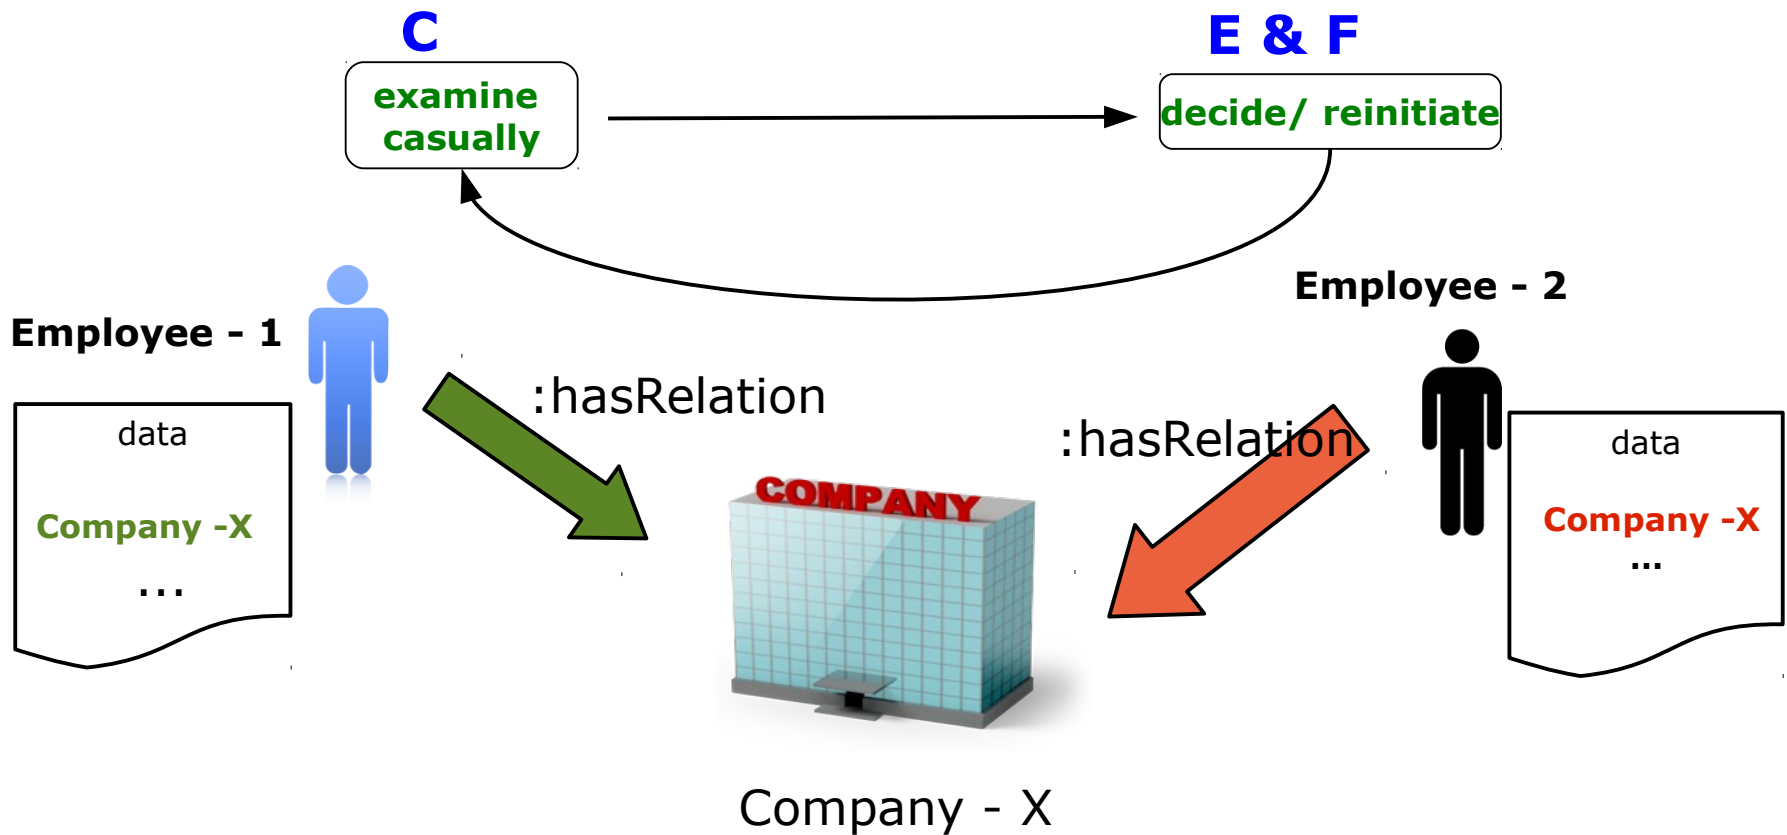 C
E & F
examine
casually
decide/ reinitiate
Employee - 1
Employee - 2
:hasRelation
:hasRelation
data
Company -X
...
COMPANY
data
Company -X
...
Company - X